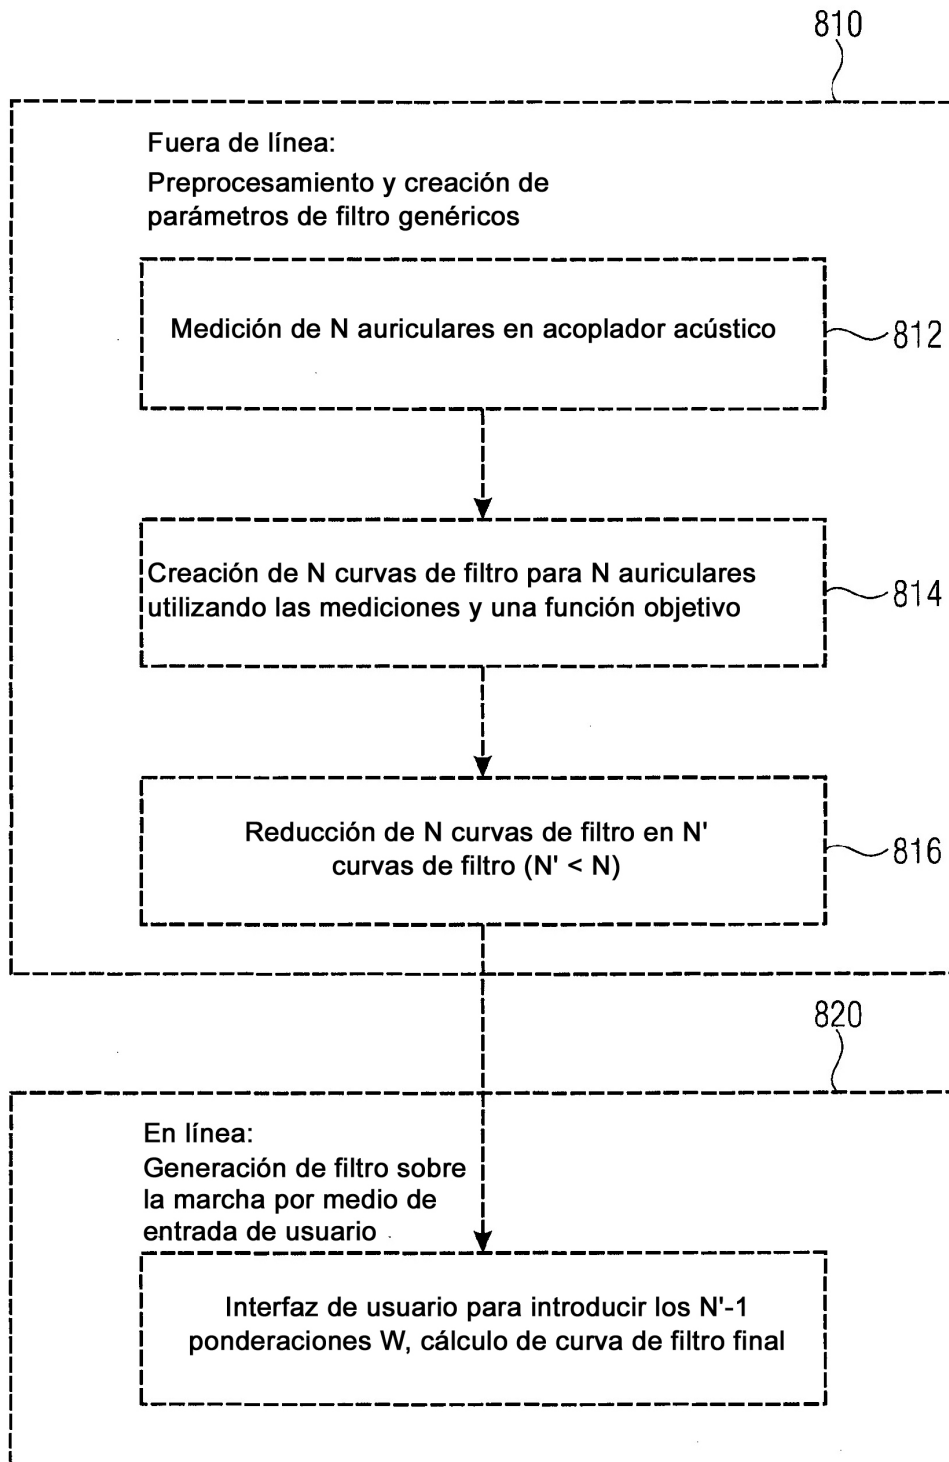 810
Fuera de línea:
Preprocesamiento y creación de
parámetros de filtro genéricos
Medición de N auriculares en acoplador acústico
812
Creación de N curvas de filtro para N auriculares
utilizando las mediciones y una función objetivo
814
Reducción de N curvas de filtro en N'
curvas de filtro (N' < N)
816
820
En línea:
Generación de filtro sobre
la marcha por medio de
entrada de usuario
Interfaz de usuario para introducir los N'-1
ponderaciones W, cálculo de curva de filtro final